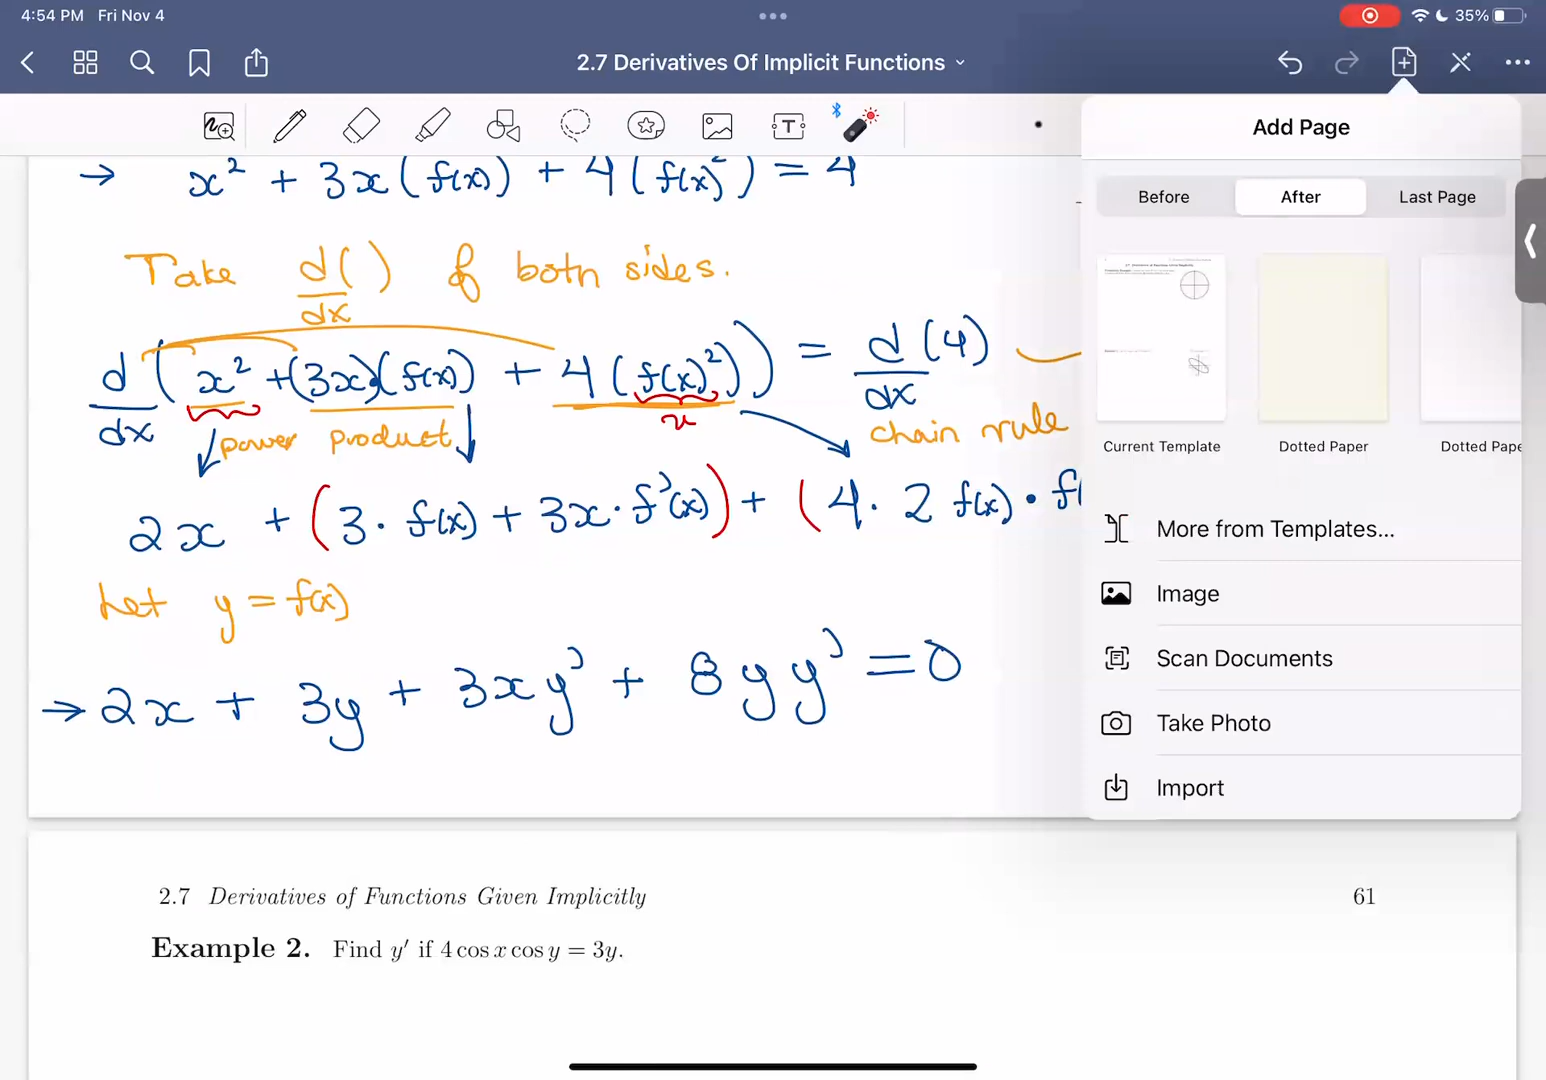 4:54 PM Fri Nov 4
35%
2.7 Derivatives Of Implicit Functions
T
→ x² + 3x (f(x)) + 4 (f(x)²) = 4
Take d( )/dx of both sides.
d/dx (x² + (3x)·(f(x)) + 4 (f(x)²)) = d/dx (4)
u
power product chain rule
2x + (3 · f(x) + 3x · f'(x)) + (4 · 2 f(x) · f(
Let y = f(x)
→ 2x + 3y + 3xy' + 8yy' = 0
2.7 Derivatives of Functions Given Implicitly 61
Example 2. Find y′ if 4 cos x cos y = 3y.
Add Page
Before After Last Page
Current Template Dotted Paper Dotted Pape
More from Templates...
Image
Scan Documents
Take Photo
Import